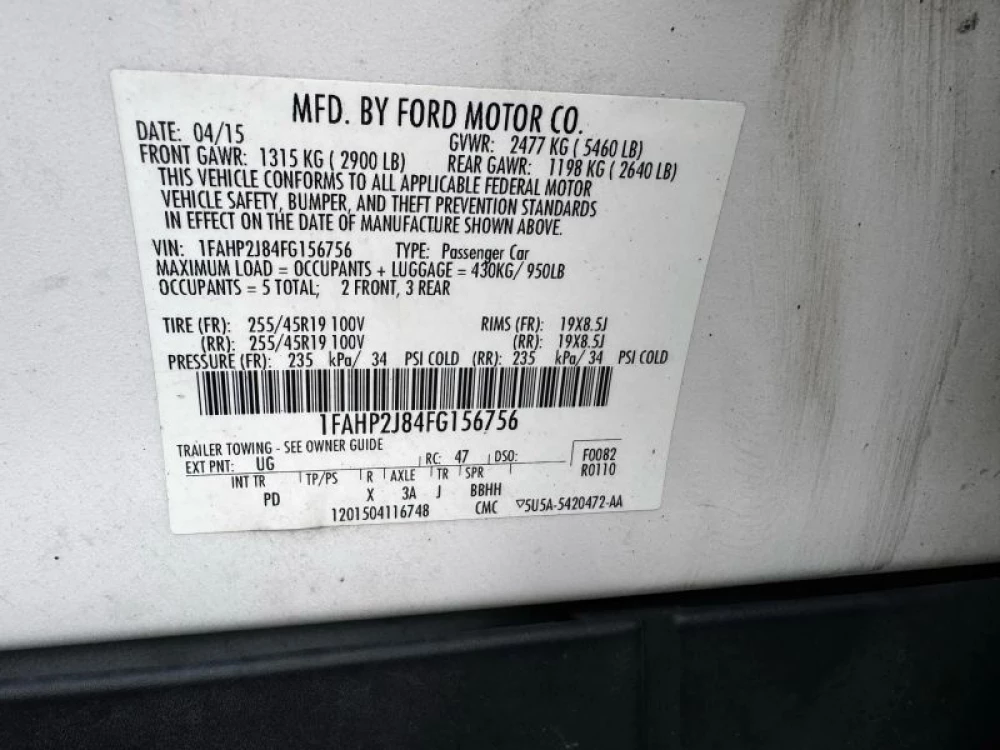 MFD. BY FORD MOTOR CO.
DATE: 04/15 GVWR: 2477 KG ( 5460 LB)
FRONT GAWR: 1315 KG ( 2900 LB) REAR GAWR: 1198 KG ( 2640 LB)
THIS VEHICLE CONFORMS TO ALL APPLICABLE FEDERAL MOTOR
VEHICLE SAFETY, BUMPER, AND THEFT PREVENTION STANDARDS
IN EFFECT ON THE DATE OF MANUFACTURE SHOWN ABOVE.
VIN: 1FAHP2J84FG156756 TYPE: Passenger Car
MAXIMUM LOAD = OCCUPANTS + LUGGAGE = 430KG/ 950LB
OCCUPANTS = 5 TOTAL; 2 FRONT, 3 REAR
TIRE (FR): 255/45R19 100V RIMS (FR): 19X8.5J
(RR): 255/45R19 100V (RR): 19X8.5J
PRESSURE (FR): 235 kPa/ 34 PSI COLD (RR): 235 kPa/ 34 PSI COLD
1FAHP2J84FG156756
TRAILER TOWING - SEE OWNER GUIDE
EXT PNT: UG RC: 47 DSO: F0082
INT TR TP/PS R AXLE TR SPR R0110
PD X 3A J BBHH
1201504116748 CMC ▽5U5A-5420472-AA